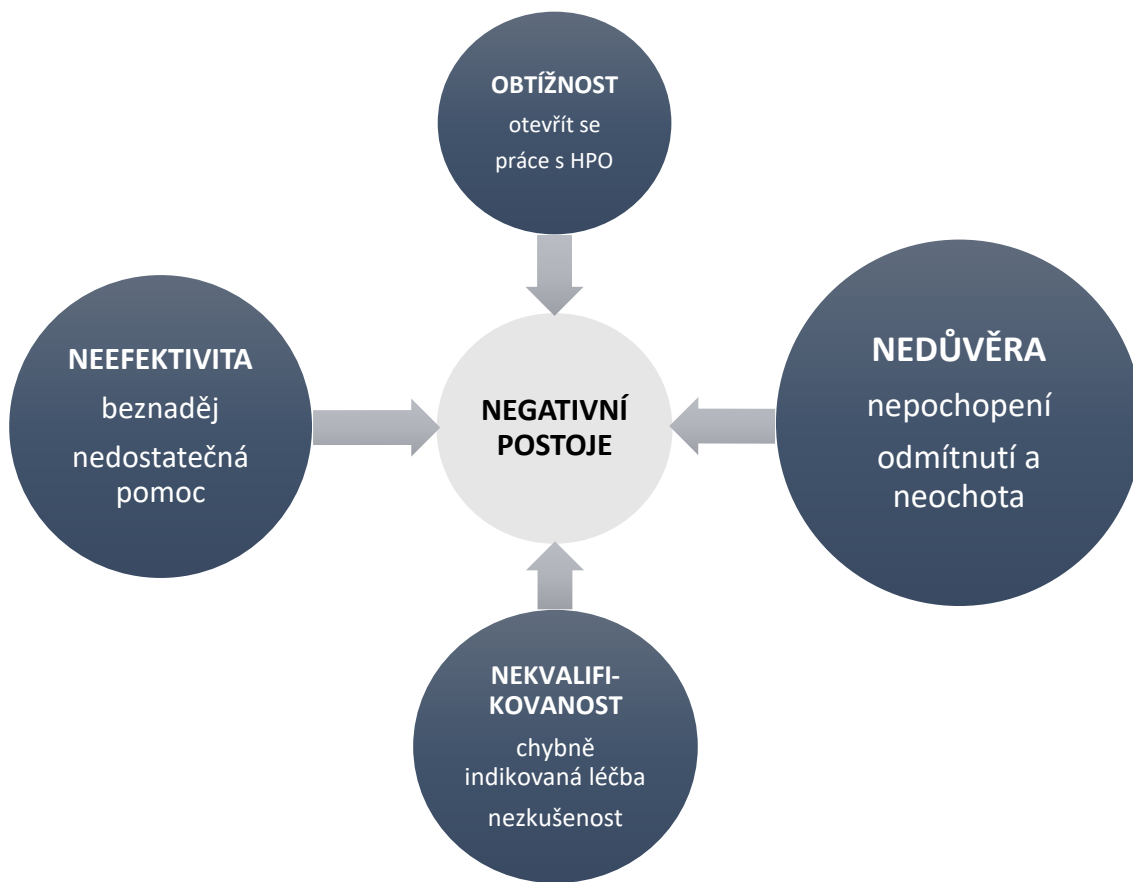 OBTÍŽNOST
otevřít se
práce s HPO
NEEFEKTIVITA
beznaděj
nedostatečná
pomoc
NEGATIVNÍ
POSTOJE
NEDŮVĚRA
nepochopení
odmítnutí a
neochota
NEKVALIFI-
KOVANOST
chybně
indikovaná léčba
nezkušenost